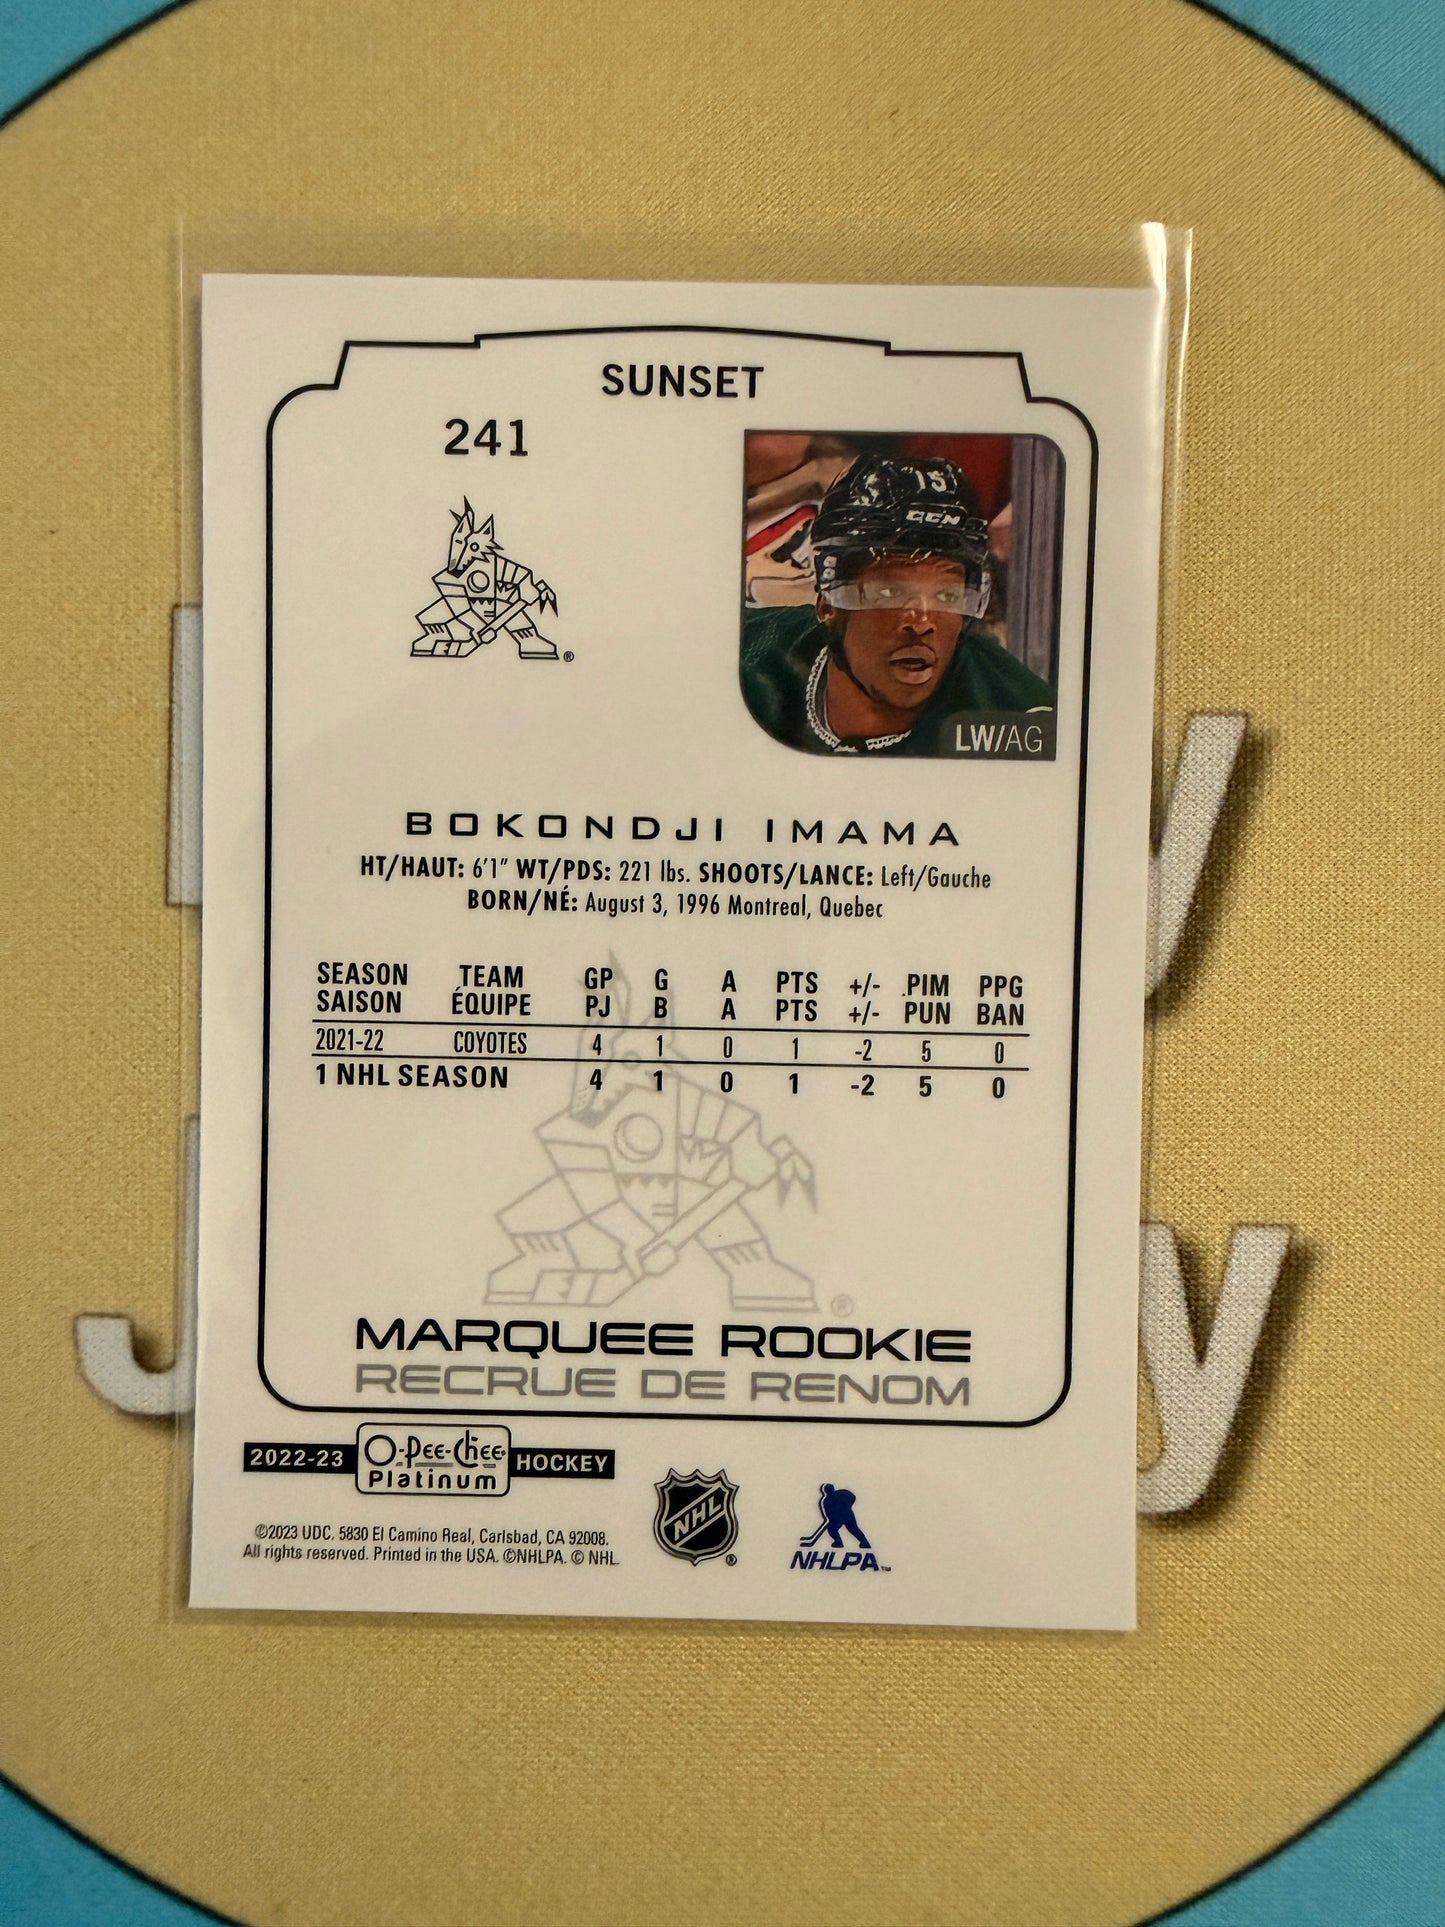 SUNSET
241
15
CCM
®
LW/AG
BOKONDJI IMAMA
HT/HAUT: 6'1" WT/PDS: 221 lbs. SHOOTS/LANCE: Left/Gauche
BORN/NÉ: August 3, 1996 Montreal, Quebec
SEASON TEAM GP G A PTS +/- PIM PPG
SAISON ÉQUIPE PJ B A PTS +/- PUN BAN
2021-22 COYOTES 4 1 0 1 -2 5 0
1 NHL SEASON 4 1 0 1 -2 5 0
®
MARQUEE ROOKIE
RECRUE DE RENOM
2022-23 O-Pee-Chee Platinum HOCKEY
©2023 UDC. 5830 El Camino Real, Carlsbad, CA 92008.
All rights reserved. Printed in the USA. ©NHLPA. © NHL
NHL ®
NHLPA™